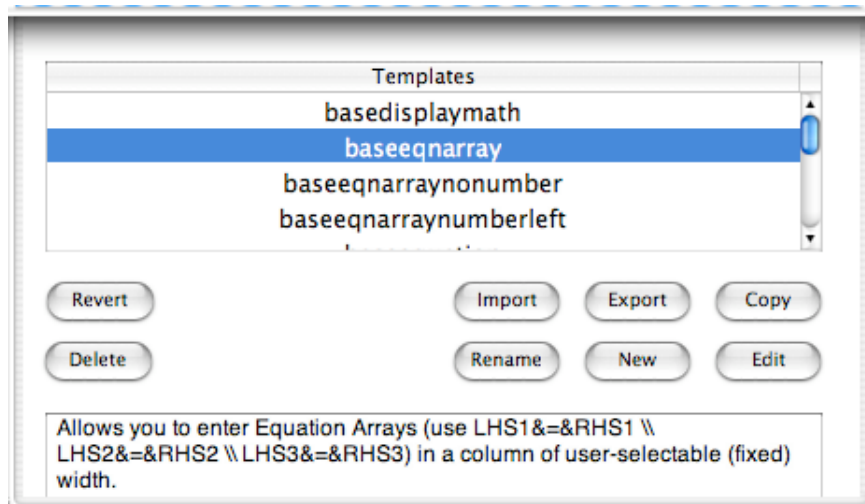 Templates
basedisplaymath
baseeqnarray
baseeqnarraynonumber
baseeqnarraynumberleft
Revert Import Export Copy
Delete Rename New Edit
Allows you to enter Equation Arrays (use LHS1&=&RHS1 \\
LHS2&=&RHS2 \\ LHS3&=&RHS3) in a column of user-selectable (fixed)
width.